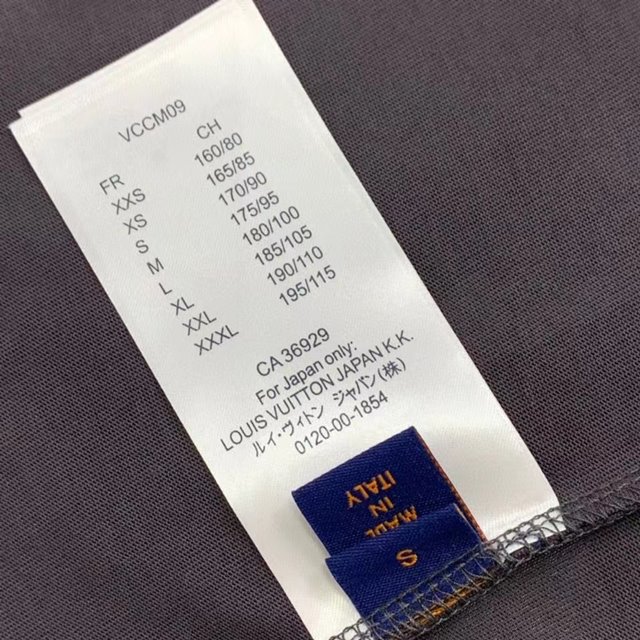 VCCM09
FR CH
XXS 160/80
XS 165/85
S 170/90
M 175/95
L 180/100
XL 185/105
XXL 190/110
XXXL 195/115
CA 36929
For Japan only:
LOUIS VUITTON JAPAN K.K.
ルイ・ヴィトン ジャパン(株)
0120-00-1854
MADE
IN
ITALY
S